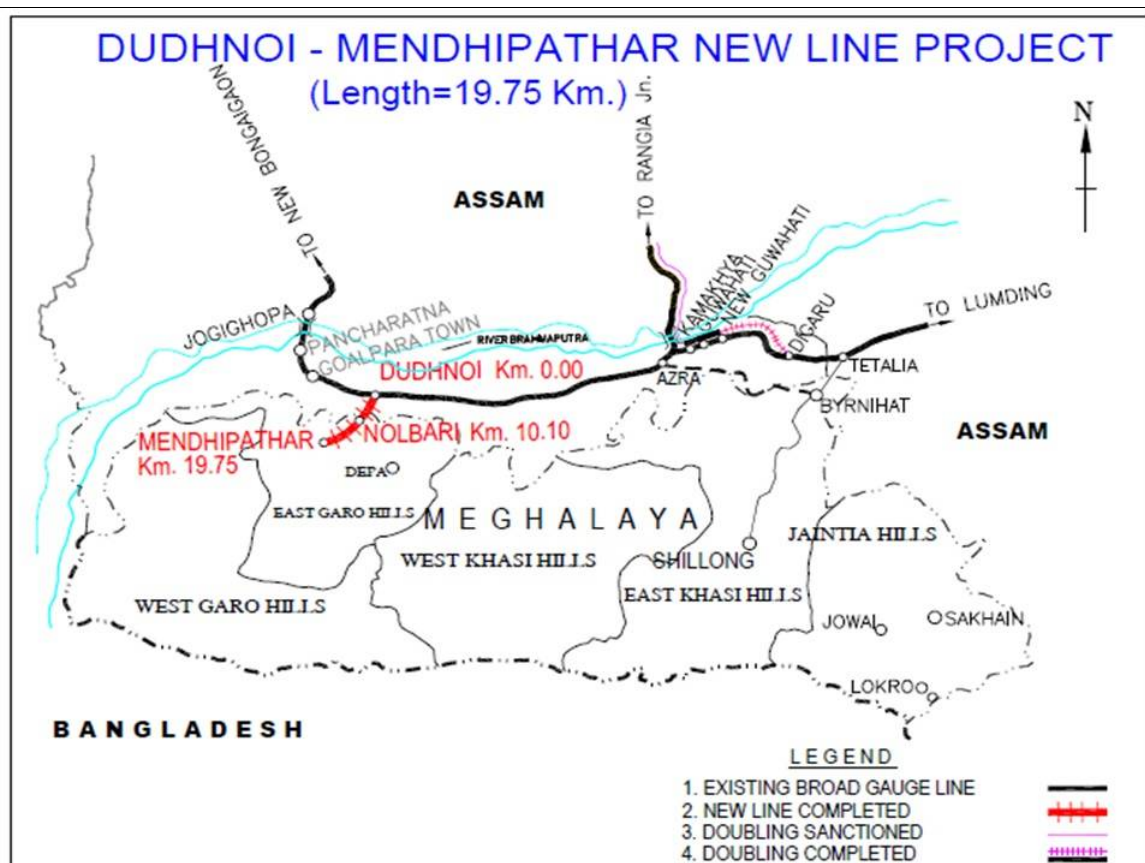 DUDHNOI - MENDHIPATHAR NEW LINE PROJECT
(Length=19.75 Km.)
TO NEW BONGAIGAON
TO RANGIA Jn.
N
ASSAM
KAMAKHYA
GUWAHATI
NEW GUWAHATI
JOGIGHOPA
PANCHARATNA
GOALPARA TOWN
RIVER BRAHMAPUTRA
DIGARU
TO LUMDING
DUDHNOI Km. 0.00
AZRA
TETALIA
BYRNIHAT
MENDHIPATHAR
Km. 19.75
NOLBARI Km. 10.10
ASSAM
DEPA
EAST GARO HILLS
MEGHALAYA
WEST KHASI HILLS
SHILLONG
JAINTIA HILLS
WEST GARO HILLS
EAST KHASI HILLS
JOWAI
SAKHAIN
LOKRO
BANGLADESH
LEGEND
1. EXISTING BROAD GAUGE LINE
2. NEW LINE COMPLETED
3. DOUBLING SANCTIONED
4. DOUBLING COMPLETED